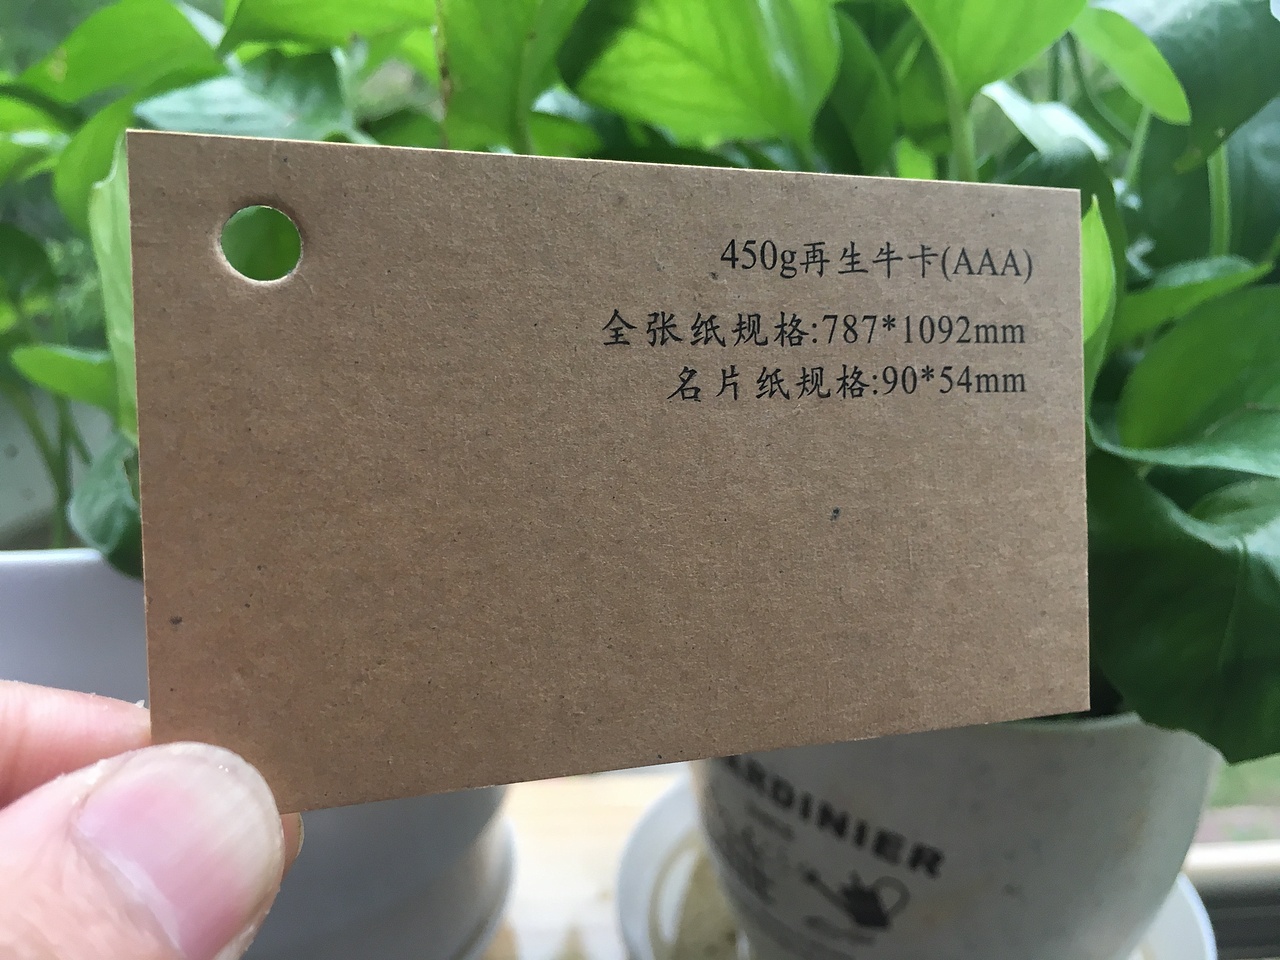 450g再生牛卡(AAA)
全张纸规格:787*1092mm
名片纸规格:90*54mm
ARDINIER